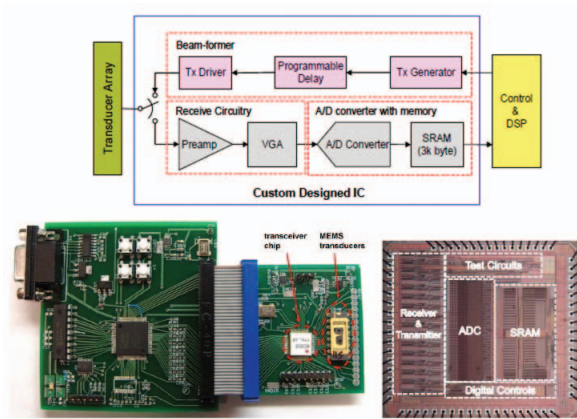 Beam-former
Tx Driver
Programmable
Delay
Tx Generator
Transducer Array
Control
&
DSP
Receive Circuitry
A/D converter with memory
Preamp
VGA
A/D Converter
SRAM
(3k byte)
Custom Designed IC
transceiver
chip
MEMS
transducers
Test Circuits
Receiver &
Transmitter
ADC
SRAM
Digital Controls